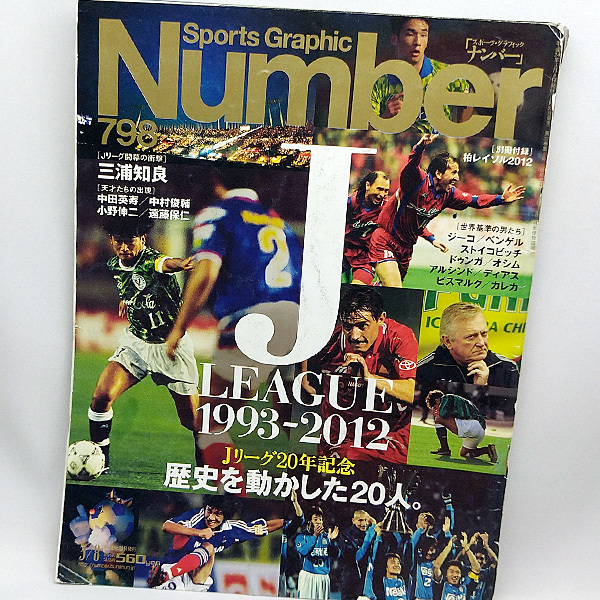 Sports Graphic
Number
「スポーツ・グラフィック
ナンバー」
798
[別冊付録]
柏レイソル2012
[Jリーグ開幕の衝撃]
三浦知良
[天才たちの出現]
中田英寿/中村俊輔
小野伸二/遠藤保仁
[世界基準の男たち]
ジーコ/ベンゲル
ストイコビッチ
ドゥンガ/オシム
アルシンド/ディアス
ビスマルク/カレカ
2
11
J
LEAGUE
1993-2012
Jリーグ20年記念
歴史を動かした20人。
3/8
560yen